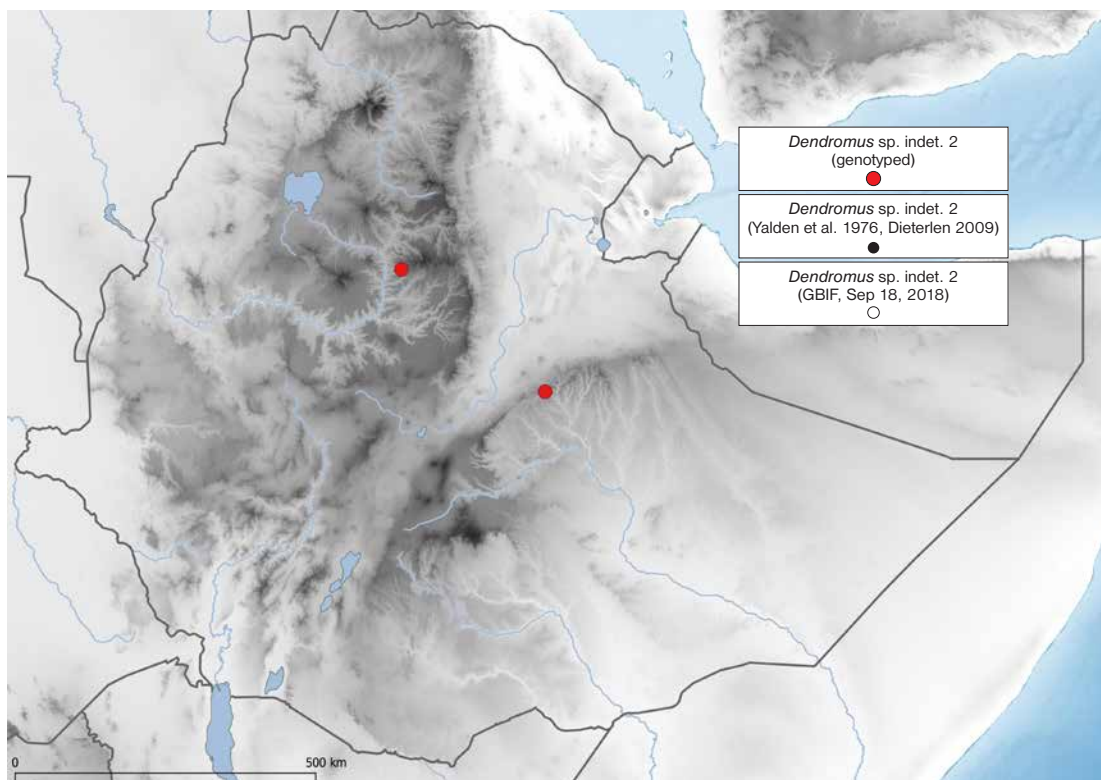 Dendromus sp. indet. 2
(genotyped)
Dendromus sp. indet. 2
(Yalden et al. 1976, Dieterlen 2009)
Dendromus sp. indet. 2
(GBIF, Sep 18, 2018)
0
500 km